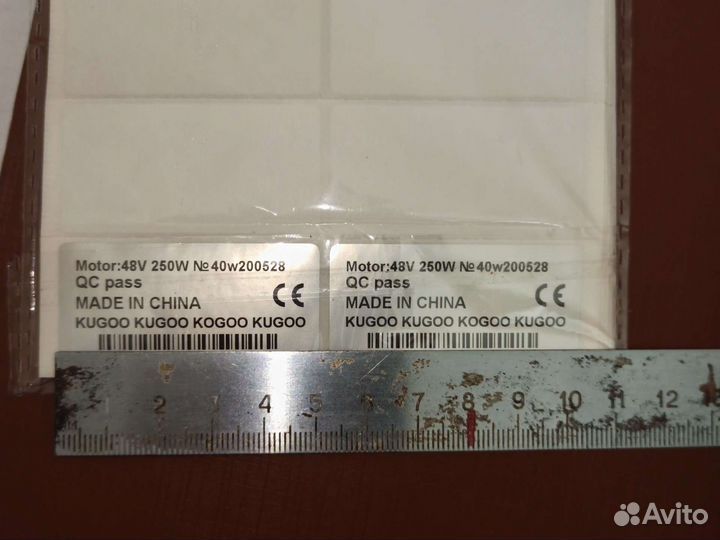 Motor:48V 250W №40w200528
QC pass
MADE IN CHINA CE
KUGOO KUGOO KOGOO KUGOO
Motor:48V 250W №40w200528
QC pass
MADE IN CHINA CE
KUGOO KUGOO KOGOO KUGOO
1 2 4 5 6 7 8 9 10 11 12
Avito